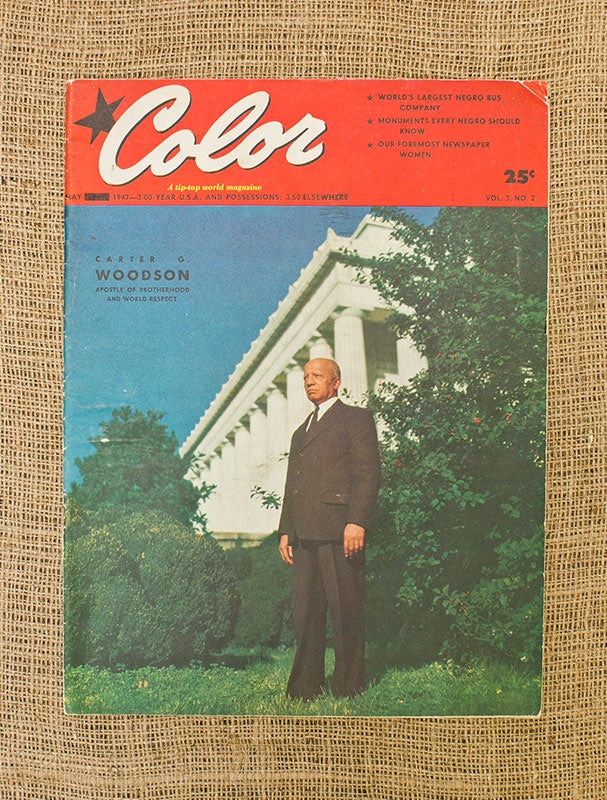 Color
A tip-top world magazine
★ WORLD'S LARGEST NEGRO BUS
COMPANY
★ MONUMENTS EVERY NEGRO SHOULD
KNOW
★ OUR FOREMOST NEWSPAPER
WOMEN
25¢
1947—3.00 YEAR U.S.A. AND POSSESSIONS; 3.50 ELSEWHERE
VOL. 3, NO. 2
CARTER G.
WOODSON
APOSTLE OF BROTHERHOOD
AND WORLD RESPECT